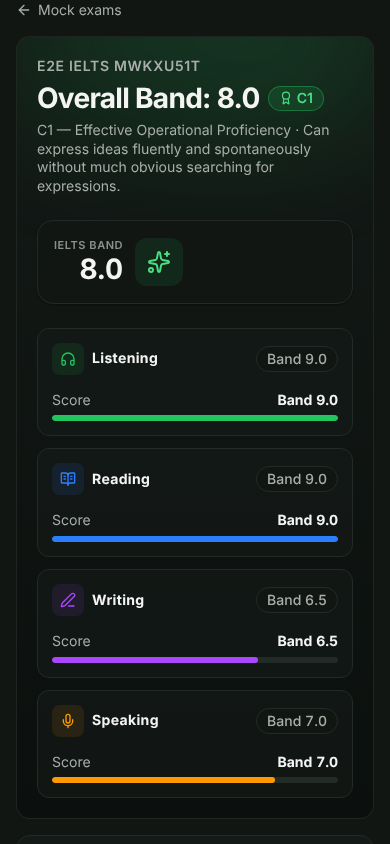 Mock exams
E2E IELTS MWKXU51T
Overall Band: 8.0
C1
C1 — Effective Operational Proficiency · Can
express ideas fluently and spontaneously
without much obvious searching for
expressions.
IELTS BAND
8.0
Listening
Band 9.0
Score
Band 9.0
Reading
Band 9.0
Score
Band 9.0
Writing
Band 6.5
Score
Band 6.5
Speaking
Band 7.0
Score
Band 7.0